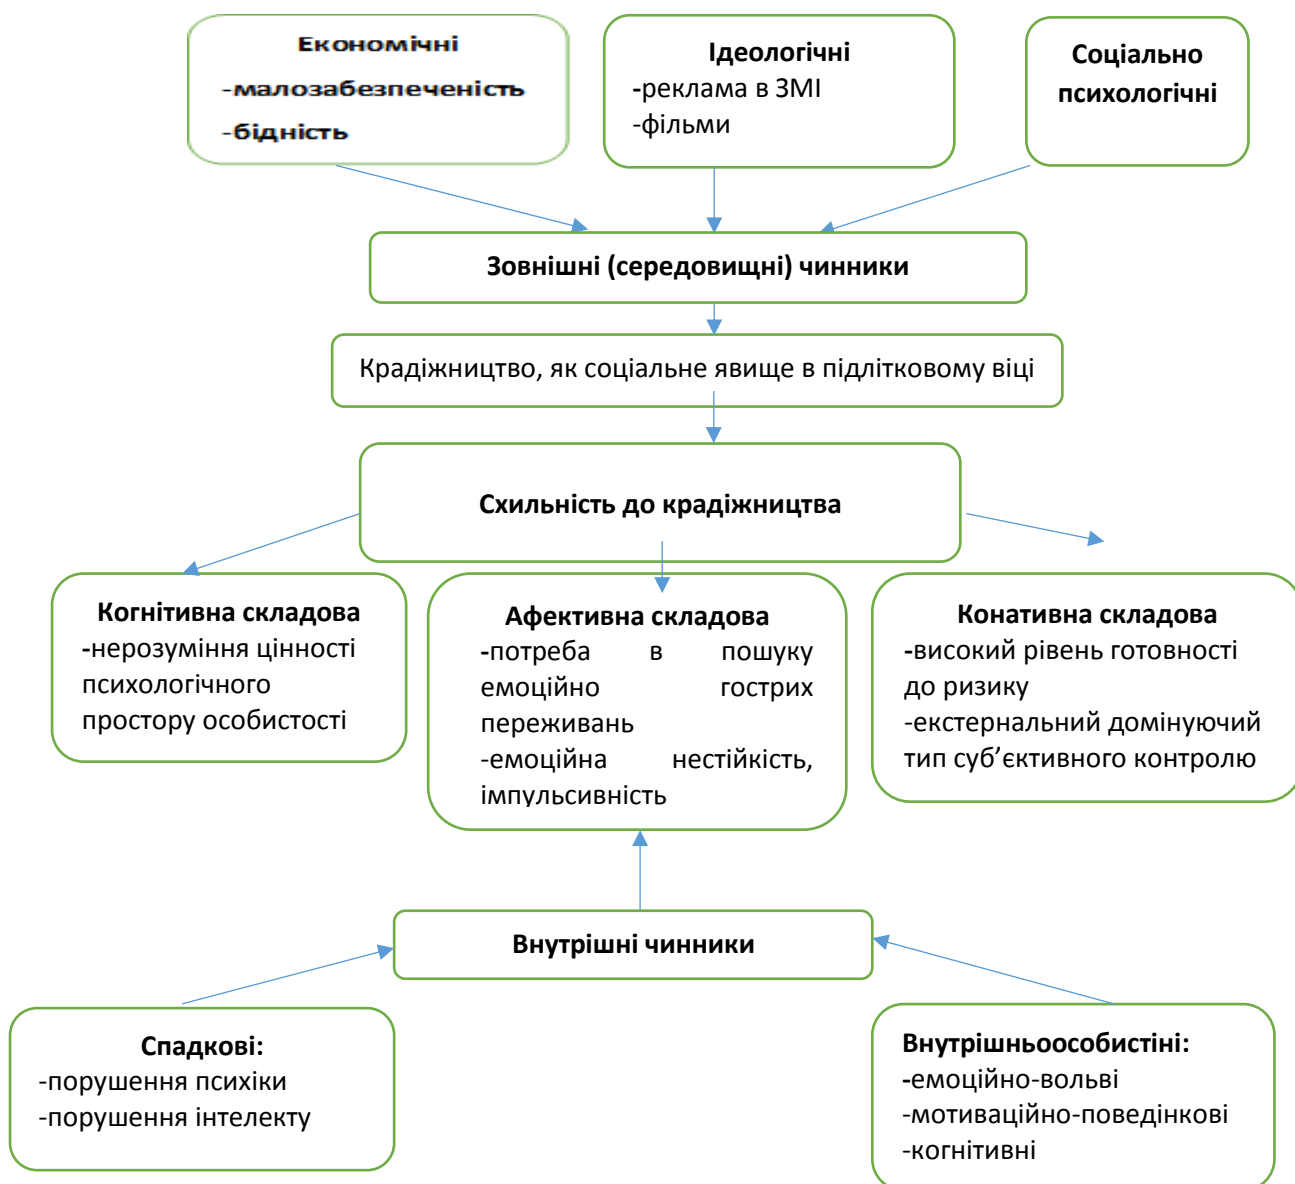 Економічні
-малозабезпеченість
-бідність
Ідеологічні
-реклама в ЗМІ
-фільми
Соціально
психологічні
Зовнішні (середовищні) чинники
Крадіжництво, як соціальне явище в підлітковому віці
Схильність до крадіжництва
Когнітивна складова
-нерозуміння цінності
психологічного
простору особистості
Афективна складова
-потреба в пошуку
емоційно гострих
переживань
-емоційна нестійкість,
імпульсивність
Конативна складова
-високий рівень готовності
до ризику
-екстернальний домінуючий
тип суб’єктивного контролю
Внутрішні чинники
Спадкові:
-порушення психіки
-порушення інтелекту
Внутрішньоособистіні:
-емоційно-вольві
-мотиваційно-поведінкові
-когнітивні